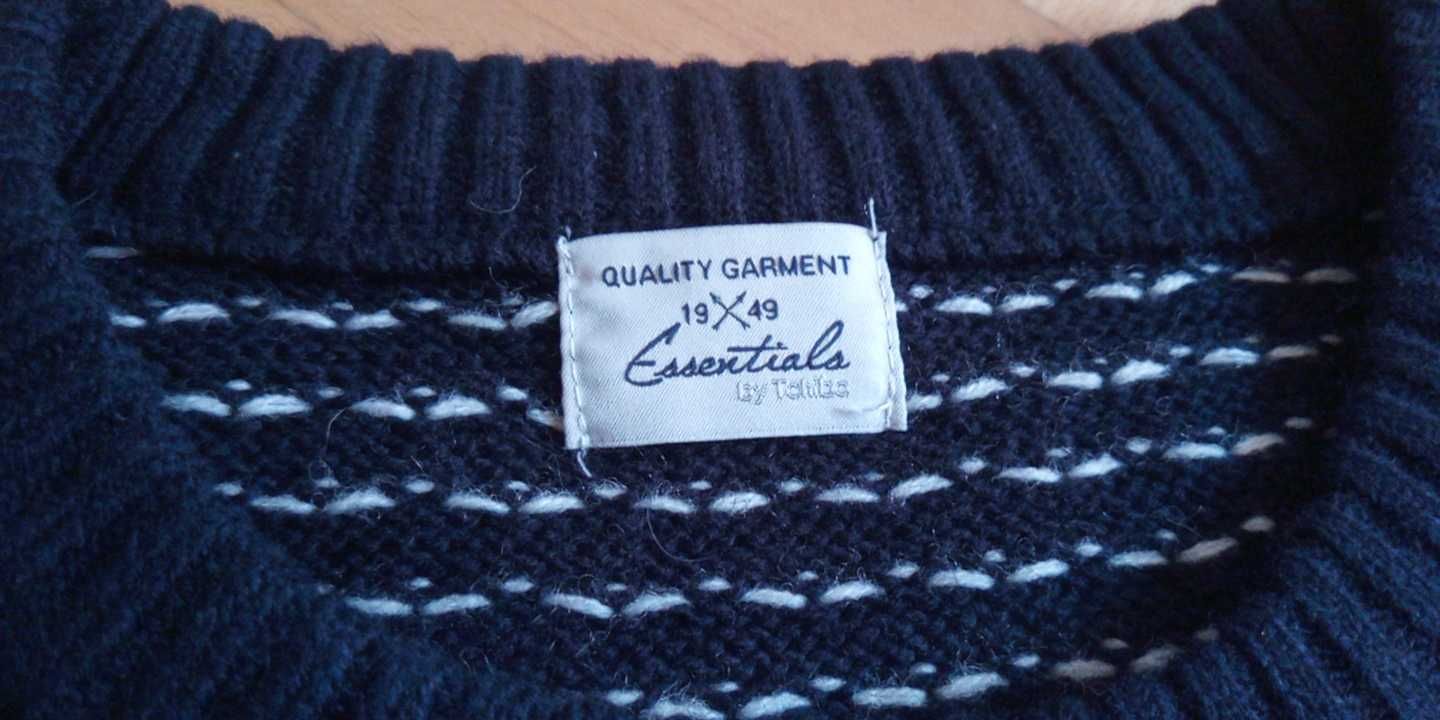 QUALITY GARMENT
19 49
Essentials
by Tchibo